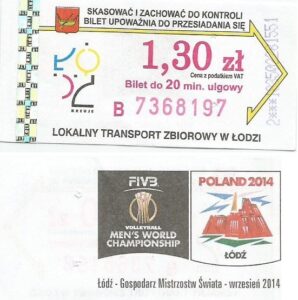 SKASOWAĆ I ZACHOWAĆ DO KONTROLI
BILET UPOWAŻNIA DO PRZESIADANIA SIĘ
1,30 zł
Cena z podatkiem VAT
Bilet do 20 min. ulgowy
B 7368197
ŁÓDŹ
KREUJE
LOKALNY TRANSPORT ZBIOROWY W ŁODZI
FIVB
VOLLEYBALL
MEN'S WORLD
CHAMPIONSHIP
POLAND 2014
ŁÓDŹ
Łódź - Gospodarz Mistrzostw Świata - wrzesień 2014